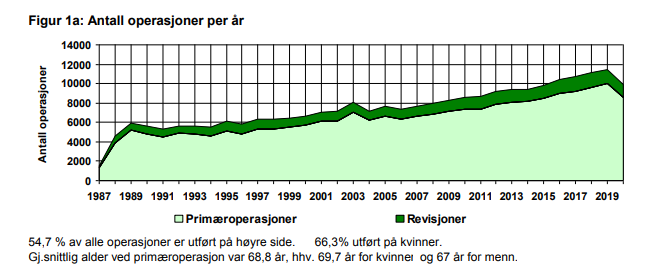 Figur 1a: Antall operasjoner per år
14000
12000
10000
8000
6000
4000
2000
0
Antall operasjoner
1987 1989 1991 1993 1995 1997 1999 2001 2003 2005 2007 2009 2011 2013 2015 2017 2019
Primæroperasjoner Revisjoner
54,7 % av alle operasjoner er utført på høyre side. 66,3% utført på kvinner.
Gj.snittlig alder ved primæroperasjon var 68,8 år, hhv. 69,7 år for kvinner og 67 år for menn.